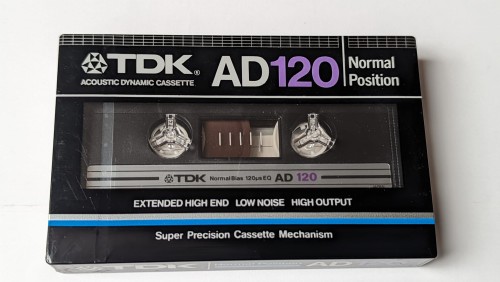 TDK® AD120 Normal Position
ACOUSTIC DYNAMIC CASSETTE
TDK Normal Bias 120μs EQ AD 120
EXTENDED HIGH END LOW NOISE HIGH OUTPUT
Super Precision Cassette Mechanism
TDK